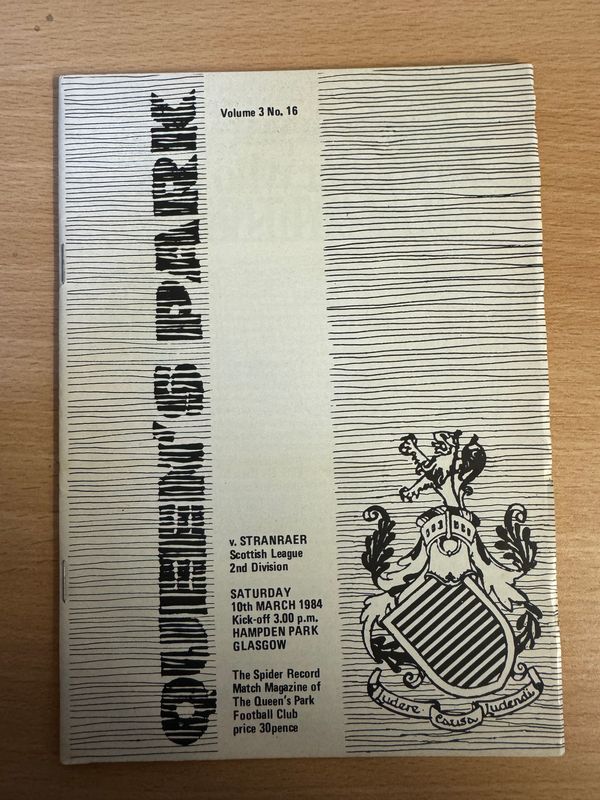 QUEEN'S PARK
Volume 3 No. 16
v. STRANRAER
Scottish League
2nd Division
SATURDAY
10th MARCH 1984
Kick-off 3.00 p.m.
HAMPDEN PARK
GLASGOW
The Spider Record
Match Magazine of
The Queen's Park
Football Club
price 30pence
Ludere Causa Ludendi